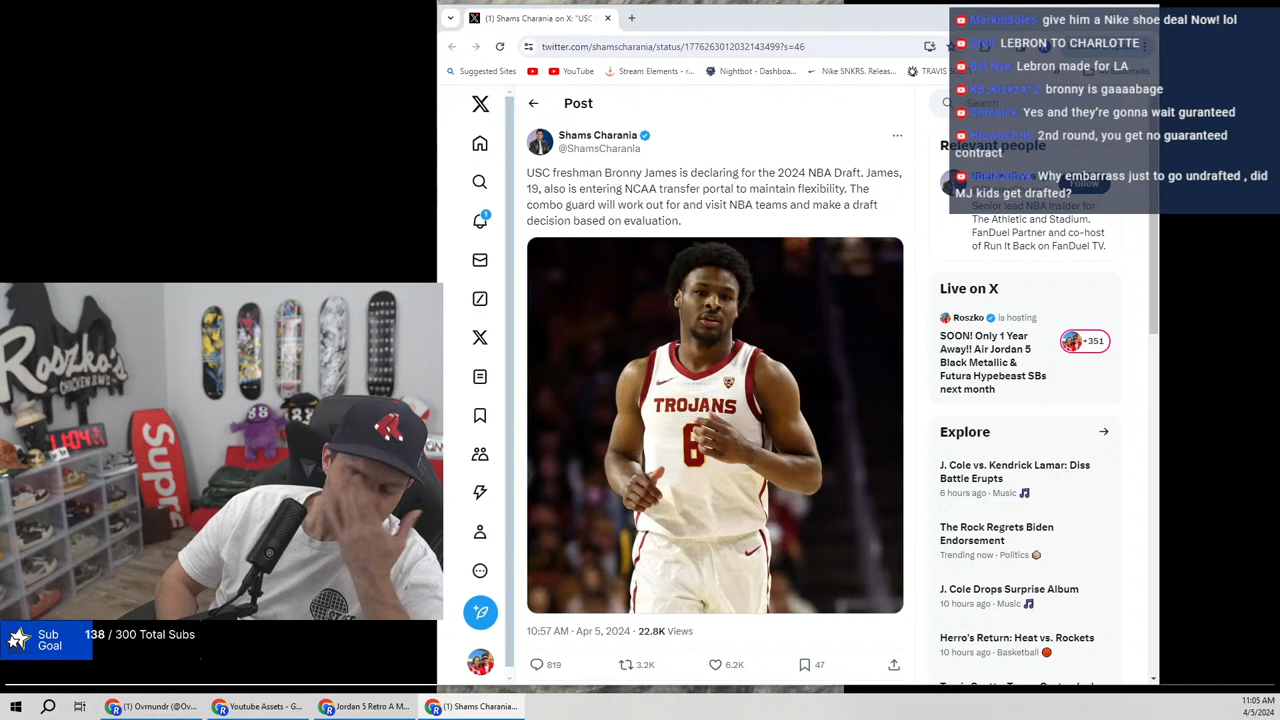 (1) Shams Charania on X: "USC
twitter.com/shamscharania/status/1776263012032143499?s=46
Suggested Sites
YouTube
Stream Elements - r...
Nightbot - Dashboa...
Nike SNKRS. Releas...
TRAVIS
Post
Shams Charania
@ShamsCharania
USC freshman Bronny James is declaring for the 2024 NBA Draft. James,
19, also is entering NCAA transfer portal to maintain flexibility. The
combo guard will work out for and visit NBA teams and make a draft
decision based on evaluation.
TROJANS
6
10:57 AM · Apr 5, 2024 · 22.8K Views
819
3.2K
6.2K
47
MarkinSoles give him a Nike shoe deal Now! lol
LEBRON TO CHARLOTTE
Lebron made for LA
KB_Kickz412 bronny is gaaaabage
Yes and they're gonna wait guranteed
2nd round, you get no guaranteed
contract
Why embarrass just to go undrafted , did
MJ kids get drafted?
Search
Relevant people
Follow
Senior lead NBA Insider for
The Athletic and Stadium.
FanDuel Partner and co-host
of Run It Back on FanDuel TV.
Live on X
Roszko is hosting
SOON! Only 1 Year
Away!! Air Jordan 5
Black Metallic &
Futura Hypebeast SBs
next month
+351
Explore
J. Cole vs. Kendrick Lamar: Diss
Battle Erupts
6 hours ago · Music
The Rock Regrets Biden
Endorsement
Trending now · Politics
J. Cole Drops Surprise Album
10 hours ago · Music
Herro's Return: Heat vs. Rockets
10 hours ago · Basketball
1
Roszko's
CHICKEN & W's
11:04
Supr
88
Sub
Goal
138 / 300 Total Subs
(1) Ovrnundr (@Ov...
Youtube Assets - G...
Jordan 5 Retro A M...
(1) Shams Charania...
11:05 AM
4/5/2024